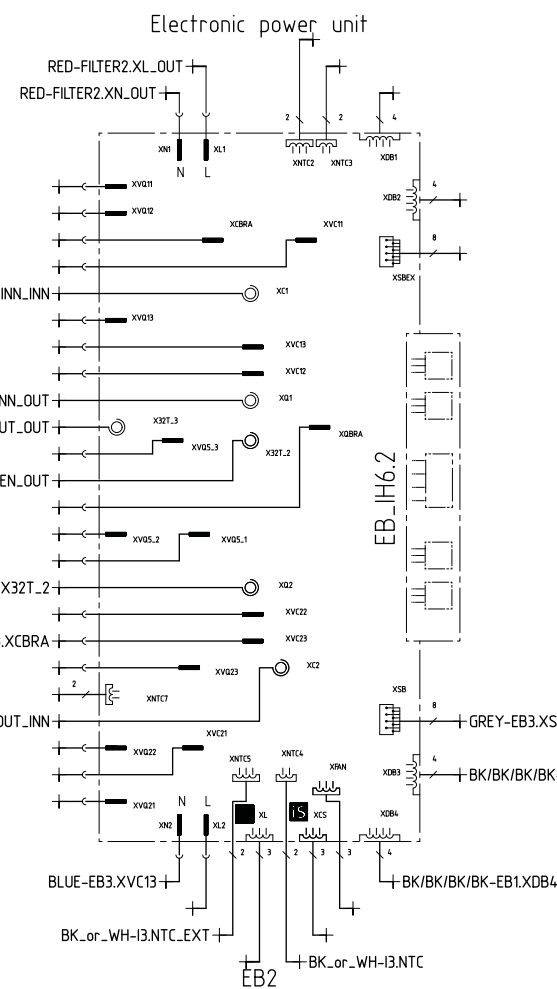 Electronic power unit
RED-FILTER2.XL_OUT
RED-FILTER2.XN_OUT
2 2 4
XN1 XL1 XNTC2 XNTC3 XDB1
N L
XVQ11 XDB2 4
XVQ12
XCBRA XVC11 8
XSBEX
INN_INN XC1
XVQ13
XVC13
XVC12
NN_OUT XQ1
UT_OUT X32T_3 XQBRA
XVQ5_3 X32T_2
EN_OUT EB_IH6.2
XVQ5_2 XVQ5_1
X32T_2 XQ2
XVC22
.XCBRA XVC23
XVQ23 XC2
2 XNTC7 XSB
8
OUT_INN GREY-EB3.XS
XVC21
XVQ22 XNTC5 XNTC4 XFAN XDB3 4
BK/BK/BK/BK
XVQ21 N L
iS
XL XCS
XN2 XL2 XDB4
2 3 2 3 3 4
BLUE-EB3.XVC13 BK/BK/BK/BK-EB1.XDB4
BK_or_WH-I3.NTC_EXT
BK_or_WH-I3.NTC
EB2